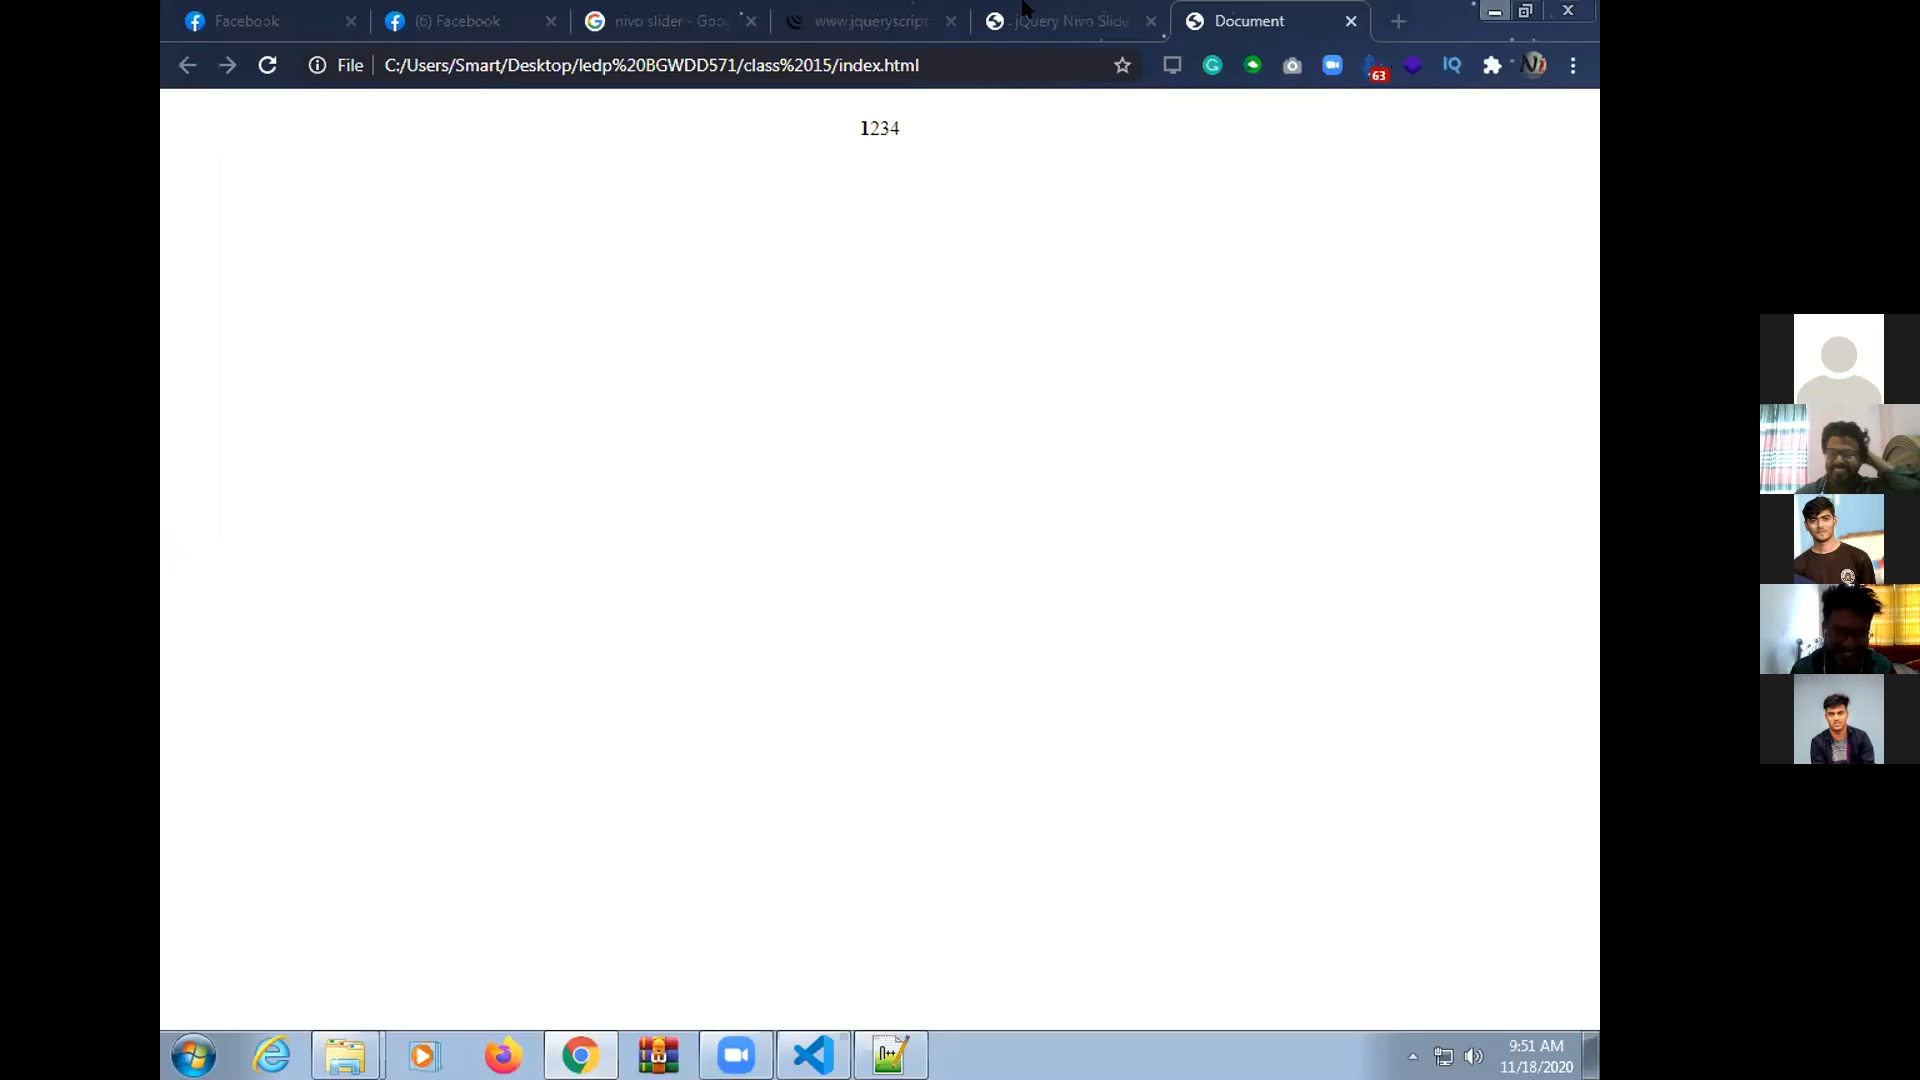 Facebook
(6) Facebook
nivo slider - Goo
www.jqueryscript
jQuery Nivo Slide
Document
File
C:/Users/Smart/Desktop/ledp%20BGWDD571/class%2015/index.html
63
IQ
1234
9:51 AM
11/18/2020